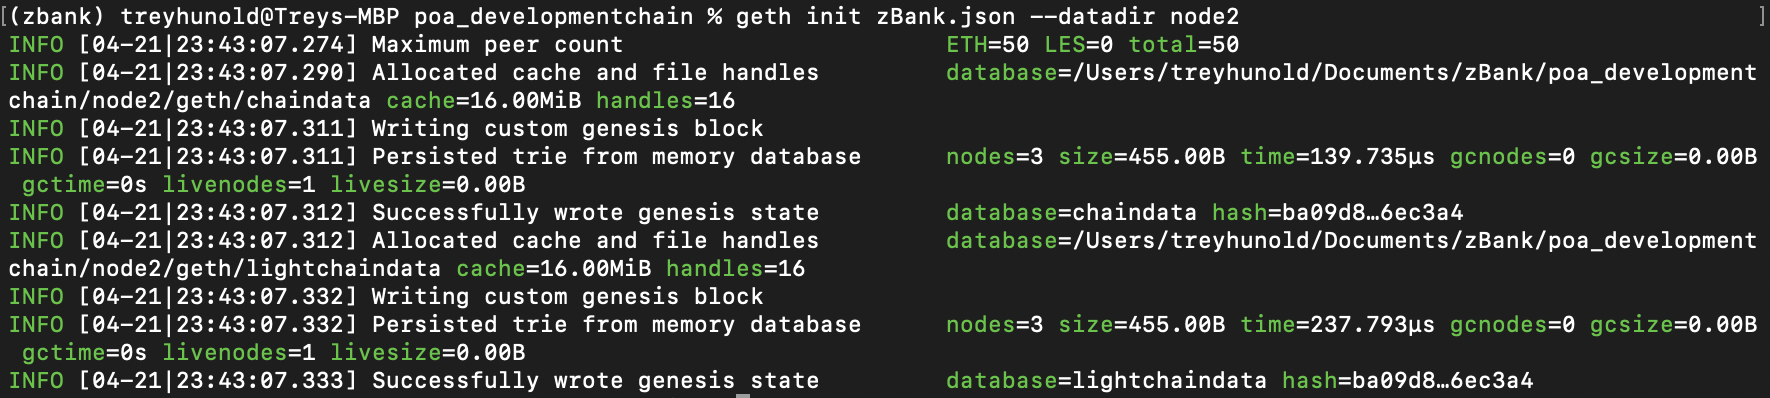 [(zbank) treyhunold@Treys-MBP poa_developmentchain % geth init zBank.json --datadir node2 ]
INFO [04-21|23:43:07.274] Maximum peer count ETH=50 LES=0 total=50
INFO [04-21|23:43:07.290] Allocated cache and file handles database=/Users/treyhunold/Documents/zBank/poa_development
chain/node2/geth/chaindata cache=16.00MiB handles=16
INFO [04-21|23:43:07.311] Writing custom genesis block
INFO [04-21|23:43:07.311] Persisted trie from memory database nodes=3 size=455.00B time=139.735µs gcnodes=0 gcsize=0.00B
gctime=0s livenodes=1 livesize=0.00B
INFO [04-21|23:43:07.312] Successfully wrote genesis state database=chaindata hash=ba09d8…6ec3a4
INFO [04-21|23:43:07.312] Allocated cache and file handles database=/Users/treyhunold/Documents/zBank/poa_development
chain/node2/geth/lightchaindata cache=16.00MiB handles=16
INFO [04-21|23:43:07.332] Writing custom genesis block
INFO [04-21|23:43:07.332] Persisted trie from memory database nodes=3 size=455.00B time=237.793µs gcnodes=0 gcsize=0.00B
gctime=0s livenodes=1 livesize=0.00B
INFO [04-21|23:43:07.333] Successfully wrote genesis state database=lightchaindata hash=ba09d8…6ec3a4